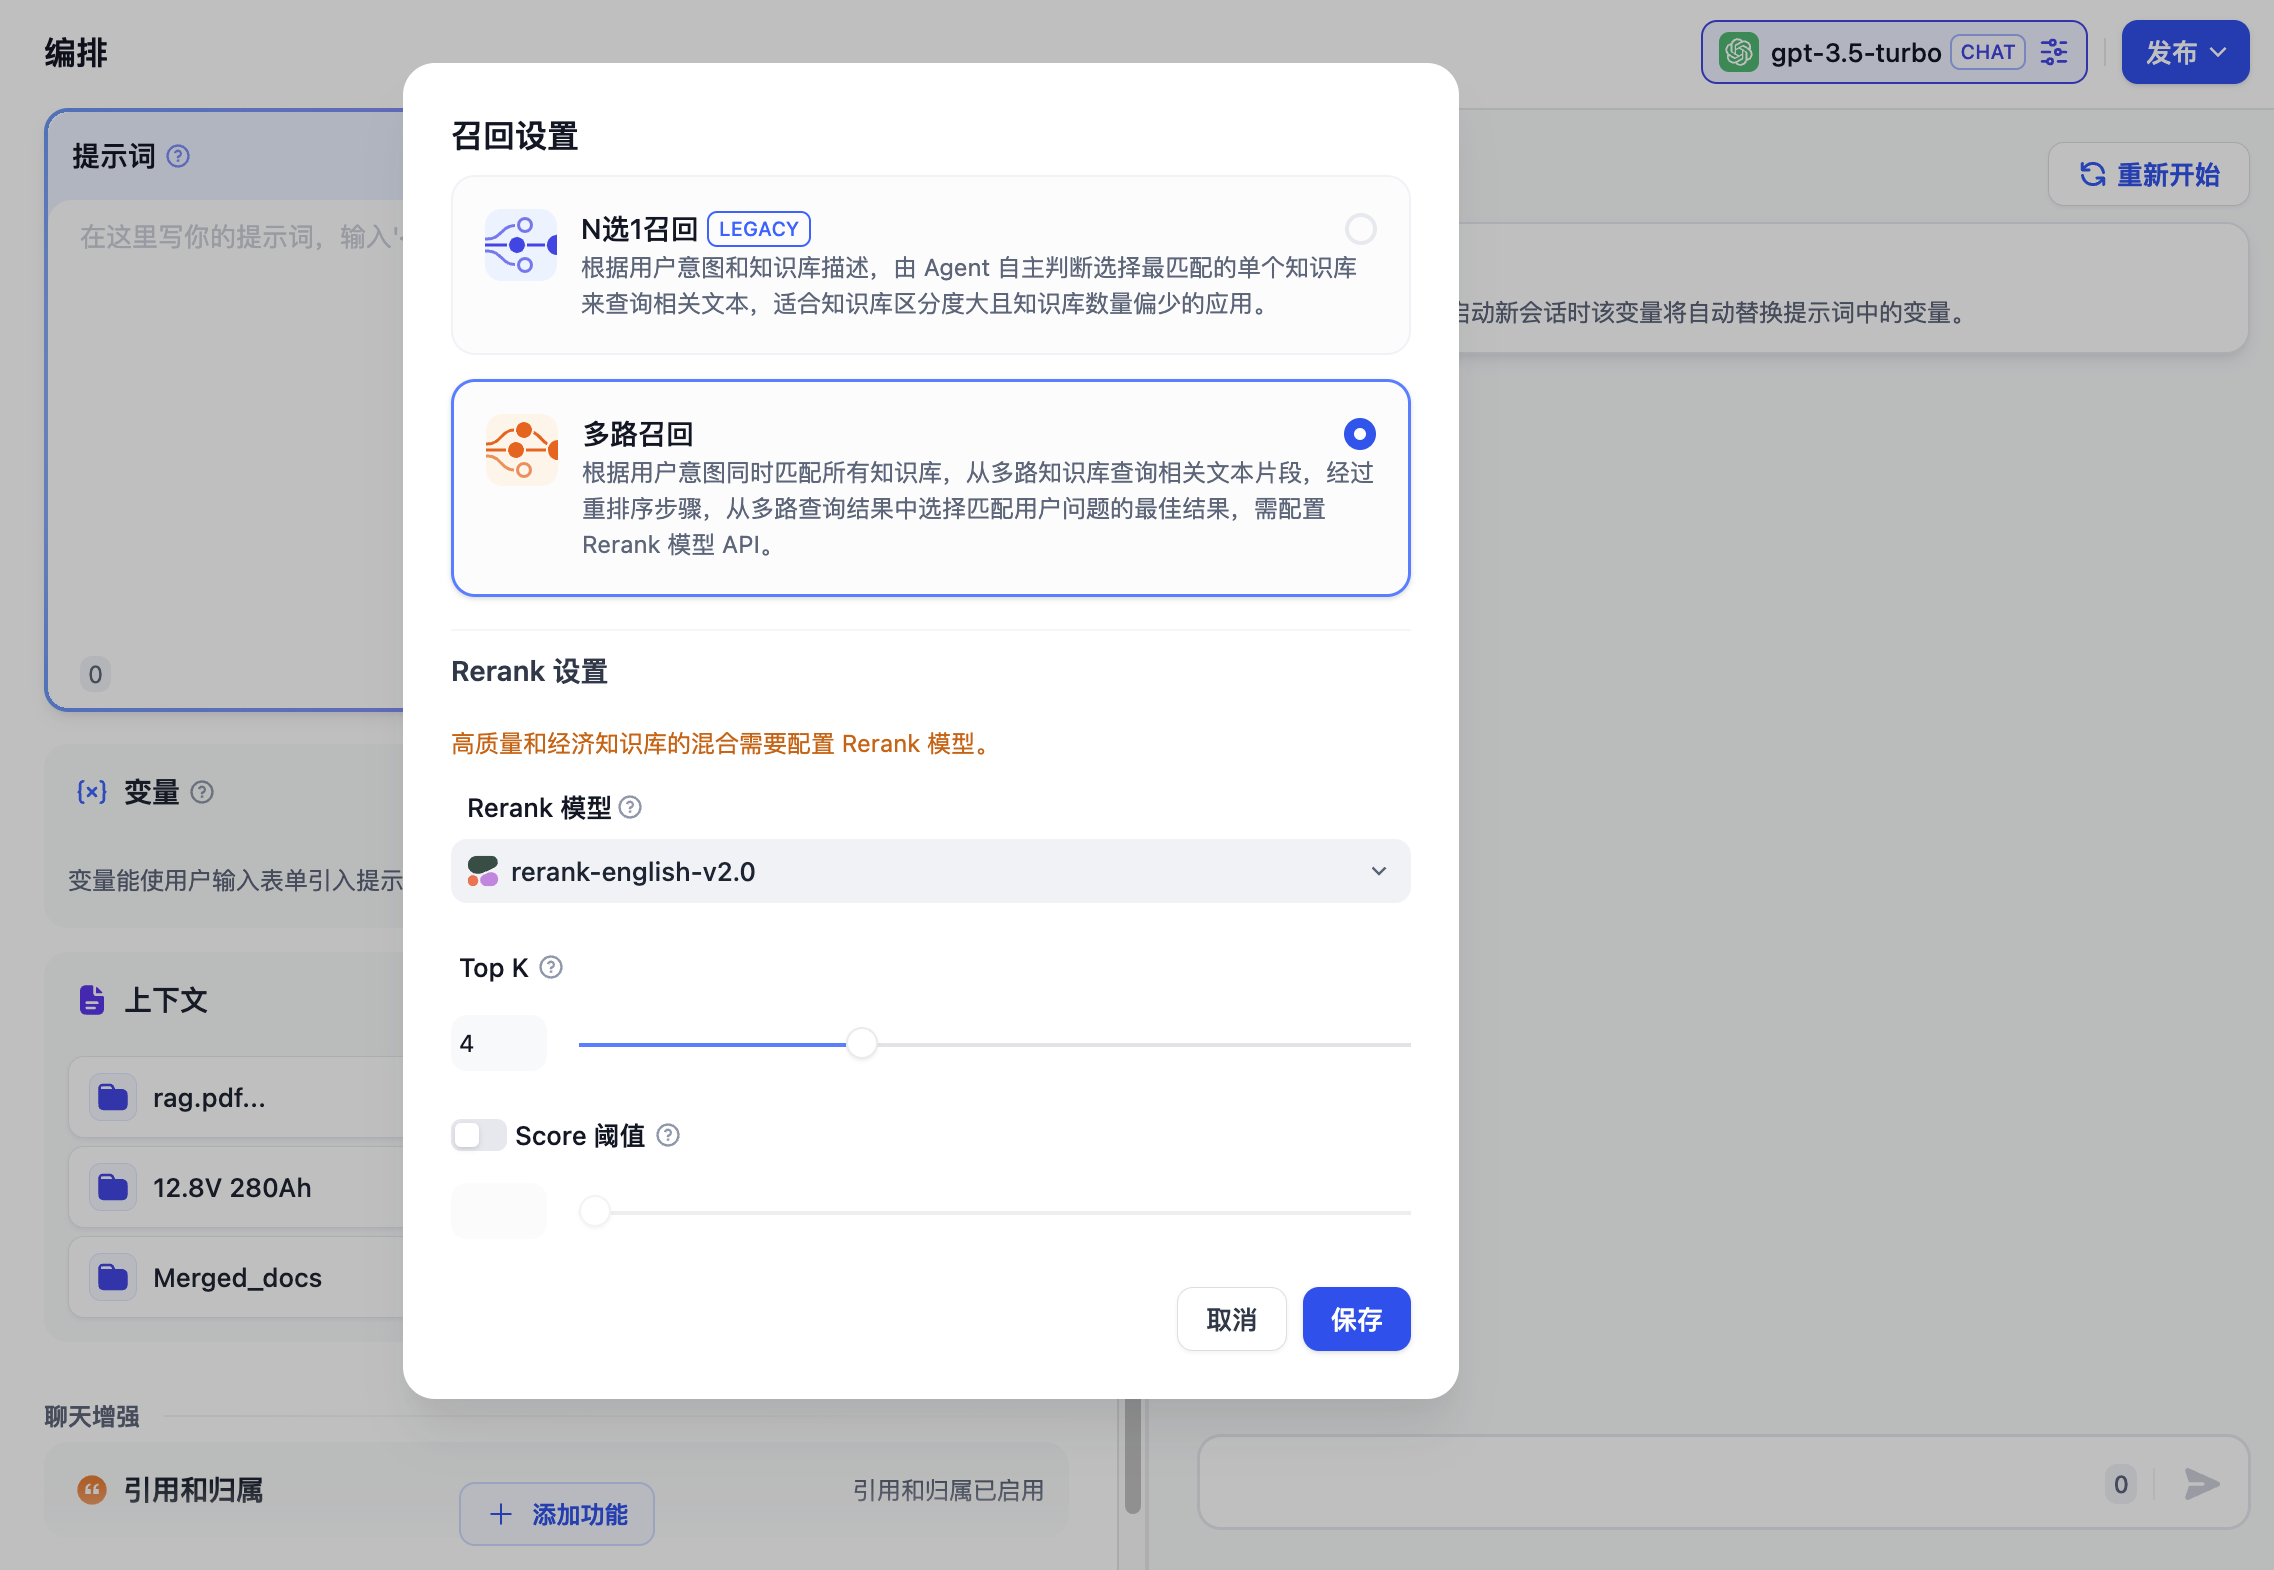 编排
gpt-3.5-turbo CHAT
发布
提示词
在这里写你的提示词，输入'
0
重新开始
启动新会话时该变量将自动替换提示词中的变量。
变量
变量能使用户输入表单引入提示
上下文
rag.pdf...
12.8V 280Ah
Merged_docs
聊天增强
引用和归属
引用和归属已启用
添加功能
0
召回设置
N选1召回 LEGACY
根据用户意图和知识库描述，由 Agent 自主判断选择最匹配的单个知识库
来查询相关文本，适合知识库区分度大且知识库数量偏少的应用。
多路召回
根据用户意图同时匹配所有知识库，从多路知识库查询相关文本片段，经过
重排序步骤，从多路查询结果中选择匹配用户问题的最佳结果，需配置
Rerank 模型 API。
Rerank 设置
高质量和经济知识库的混合需要配置 Rerank 模型。
Rerank 模型
rerank-english-v2.0
Top K
4
Score 阈值
取消
保存